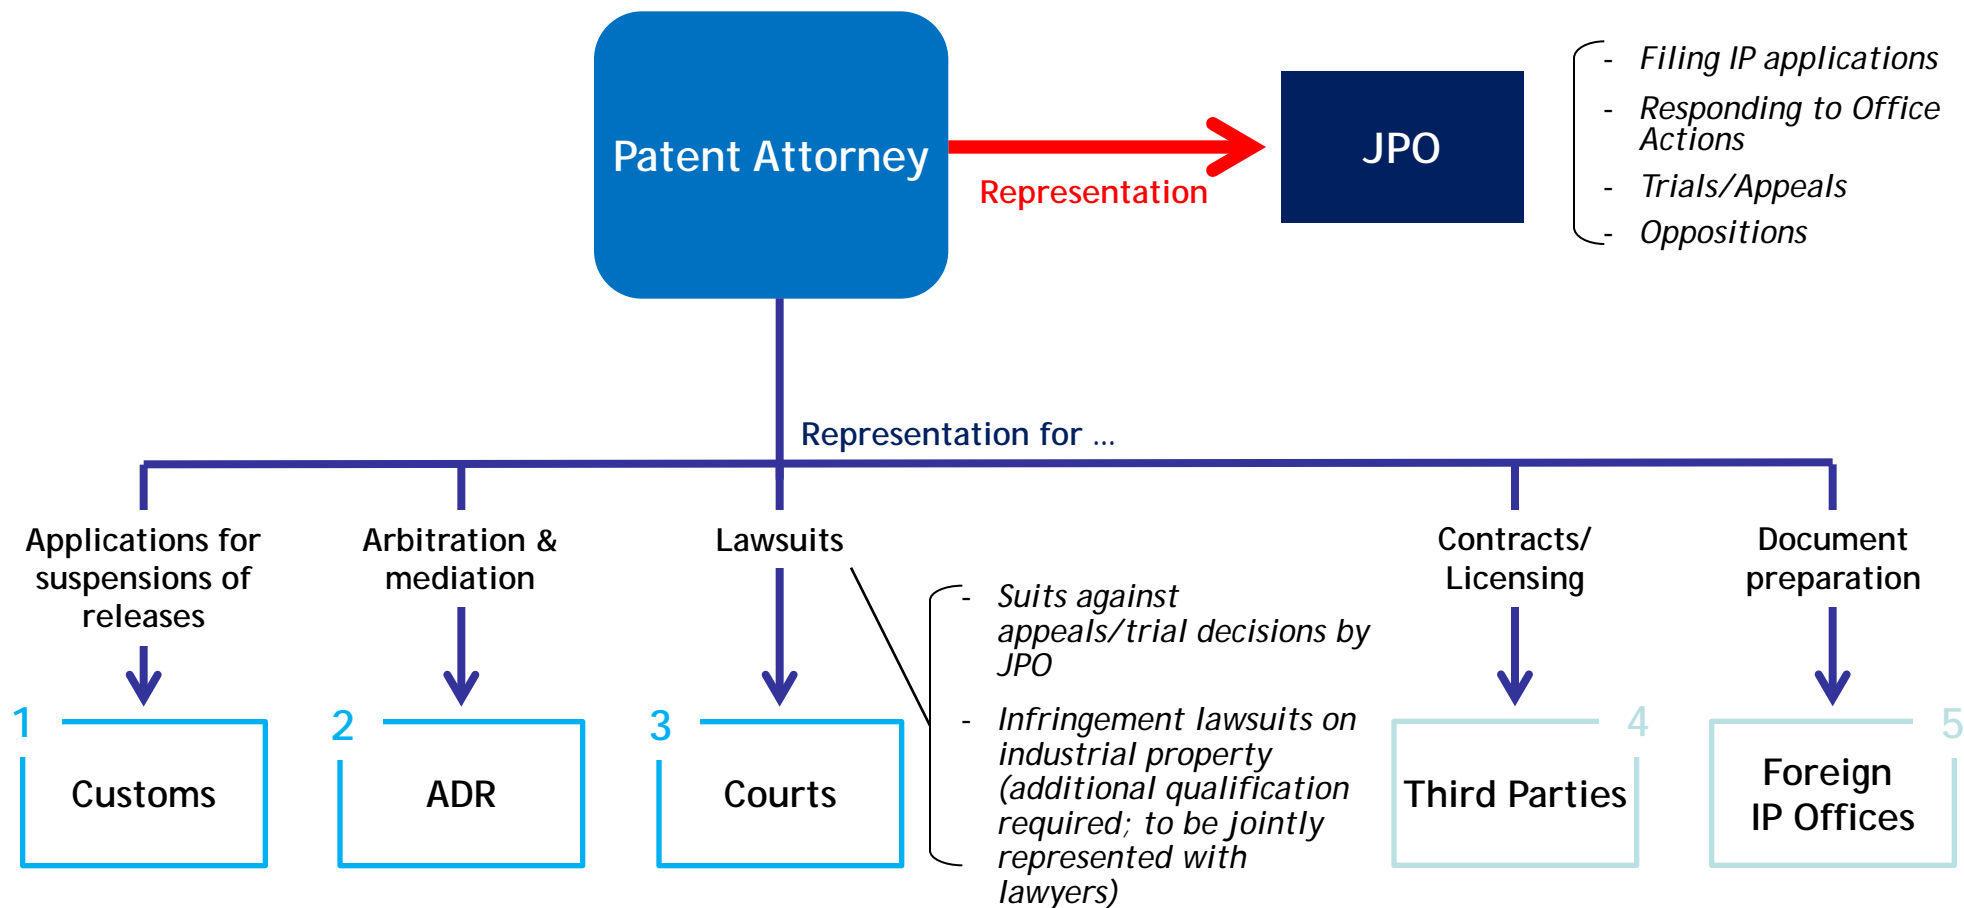 Patent Attorney
Representation
JPO
- Filing IP applications
- Responding to Office
Actions
- Trials/Appeals
- Oppositions
Representation for ...
Applications for
suspensions of
releases
Arbitration &
mediation
Lawsuits
- Suits against
appeals/trial decisions by
JPO
- Infringement lawsuits on
industrial property
(additional qualification
required; to be jointly
represented with
lawyers)
Contracts/
Licensing
Document
preparation
1
Customs
2
ADR
3
Courts
4
Third Parties
5
Foreign
IP Offices